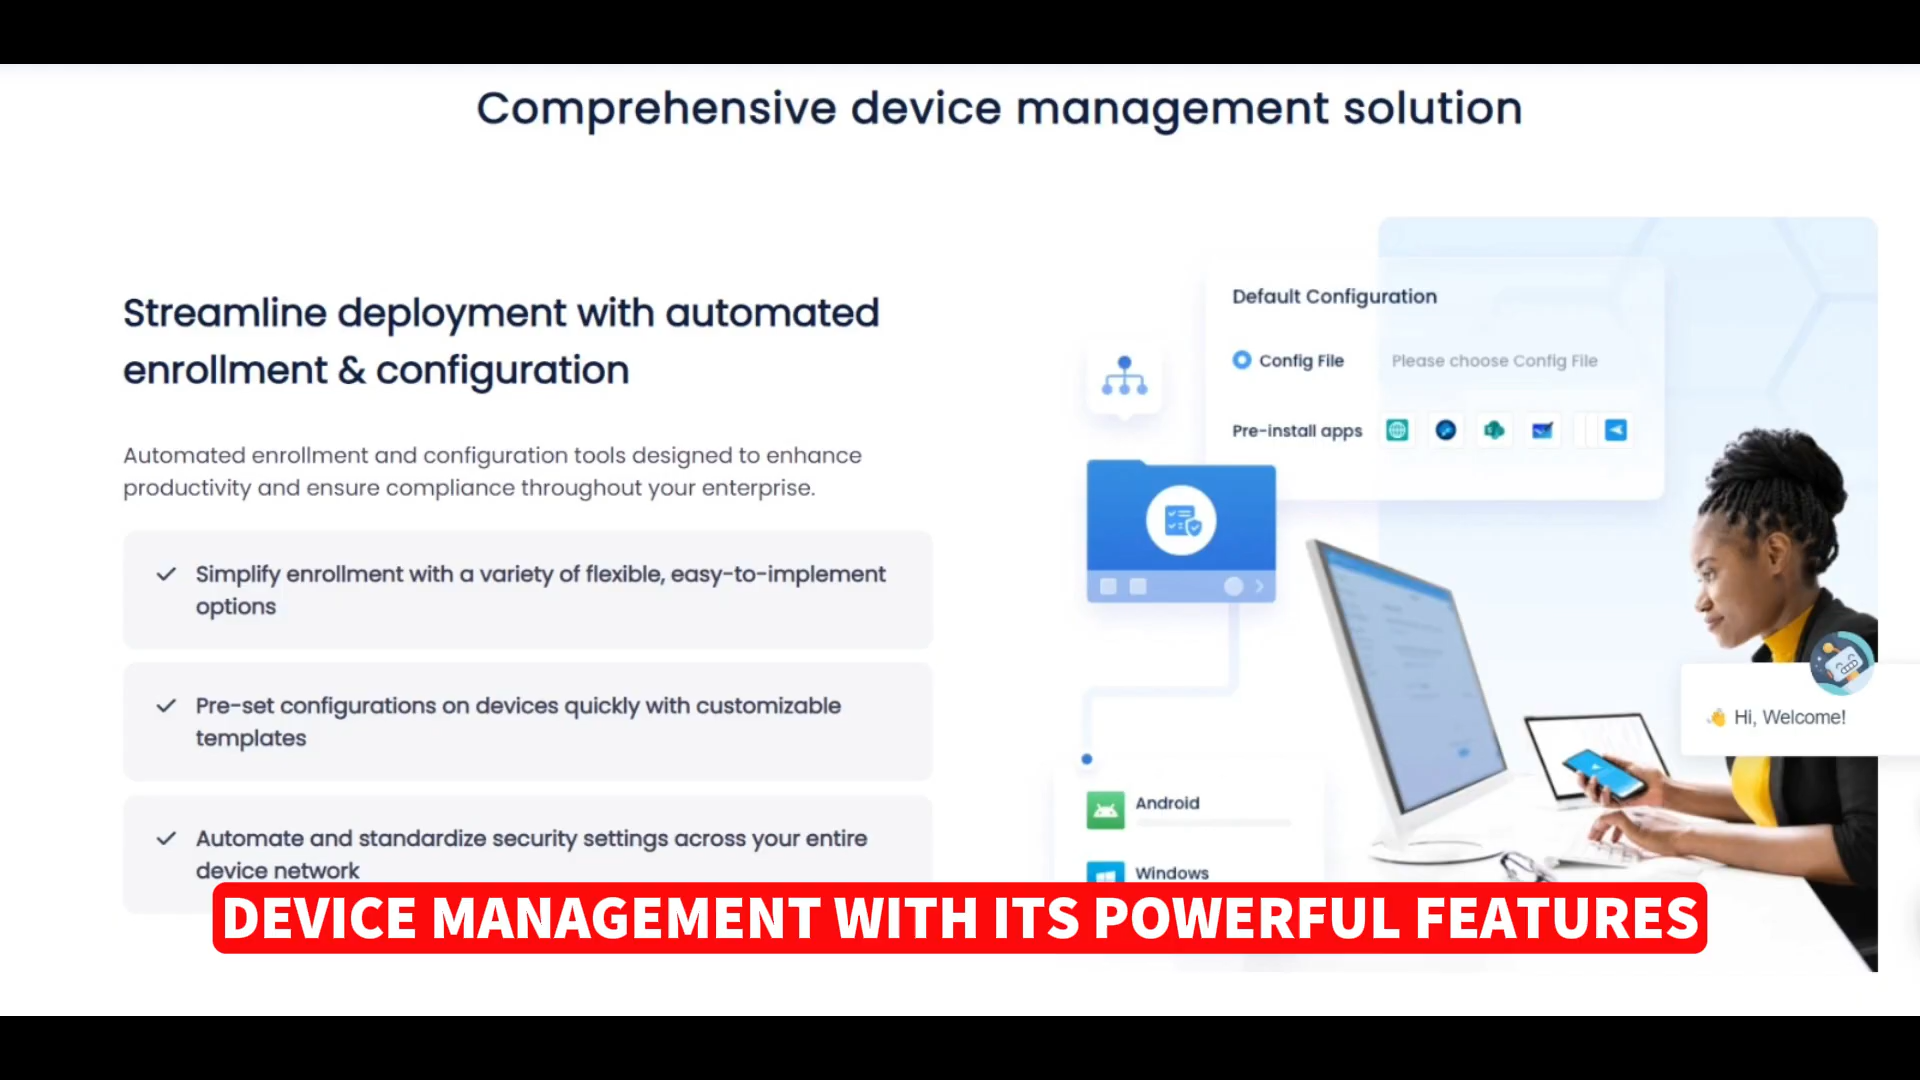 Comprehensive device management solution
Streamline deployment with automated
enrollment & configuration
Automated enrollment and configuration tools designed to enhance
productivity and ensure compliance throughout your enterprise.
Simplify enrollment with a variety of flexible, easy-to-implement
options
Pre-set configurations on devices quickly with customizable
templates
Automate and standardize security settings across your entire
device network
Default Configuration
Config File Please choose Config File
Pre-install apps
👋 Hi, Welcome!
Android
Windows
DEVICE MANAGEMENT WITH ITS POWERFUL FEATURES